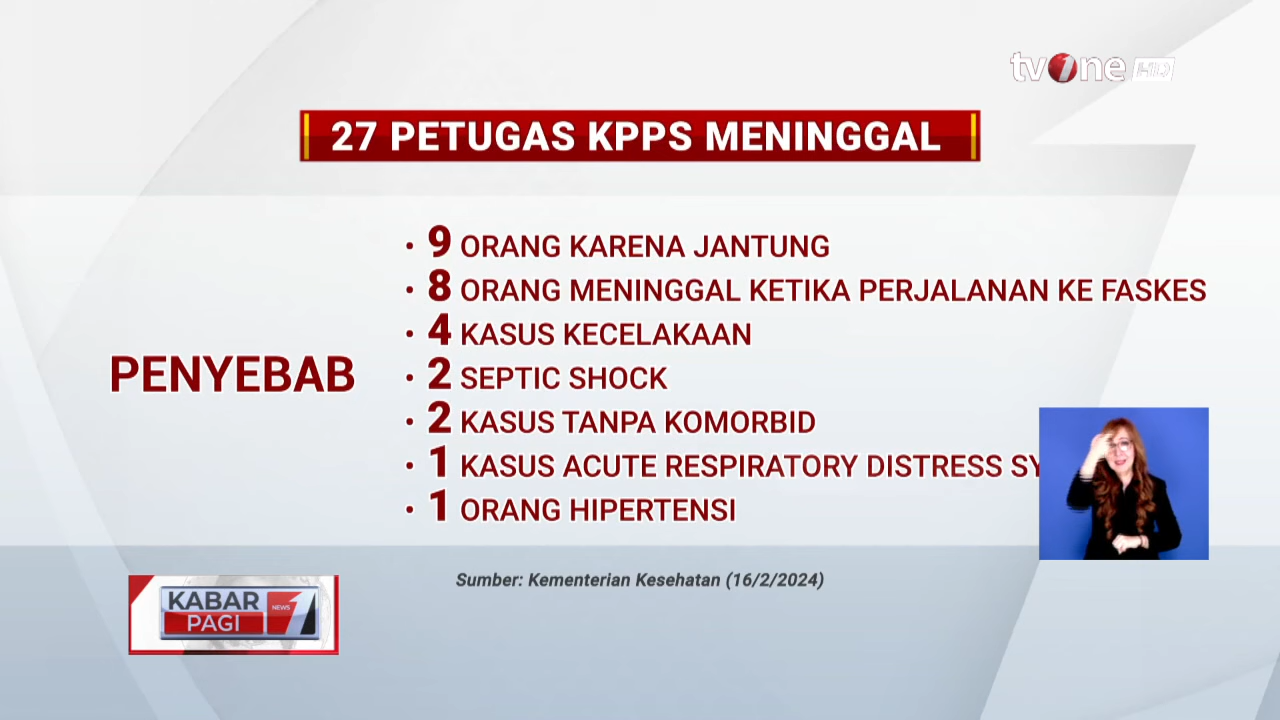 tvOne HD
27 PETUGAS KPPS MENINGGAL
PENYEBAB
• 9 ORANG KARENA JANTUNG
• 8 ORANG MENINGGAL KETIKA PERJALANAN KE FASKES
• 4 KASUS KECELAKAAN
• 2 SEPTIC SHOCK
• 2 KASUS TANPA KOMORBID
• 1 KASUS ACUTE RESPIRATORY DISTRESS
• 1 ORANG HIPERTENSI
Sumber: Kementerian Kesehatan (16/2/2024)
KABAR
PAGI
NEWS 1